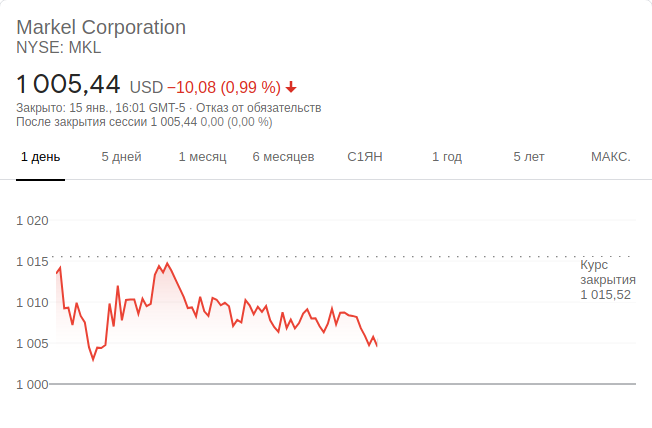 Markel Corporation
NYSE: MKL
1 005,44 USD −10,08 (0,99 %)
Закрыто: 15 янв., 16:01 GMT-5 · Отказ от обязательств
После закрытия сессии 1 005,44 0,00 (0,00 %)
1 день 5 дней 1 месяц 6 месяцев С1ЯН 1 год 5 лет МАКС.
1 020
1 015
Курс
закрытия
1 015,52
1 010
1 005
1 000